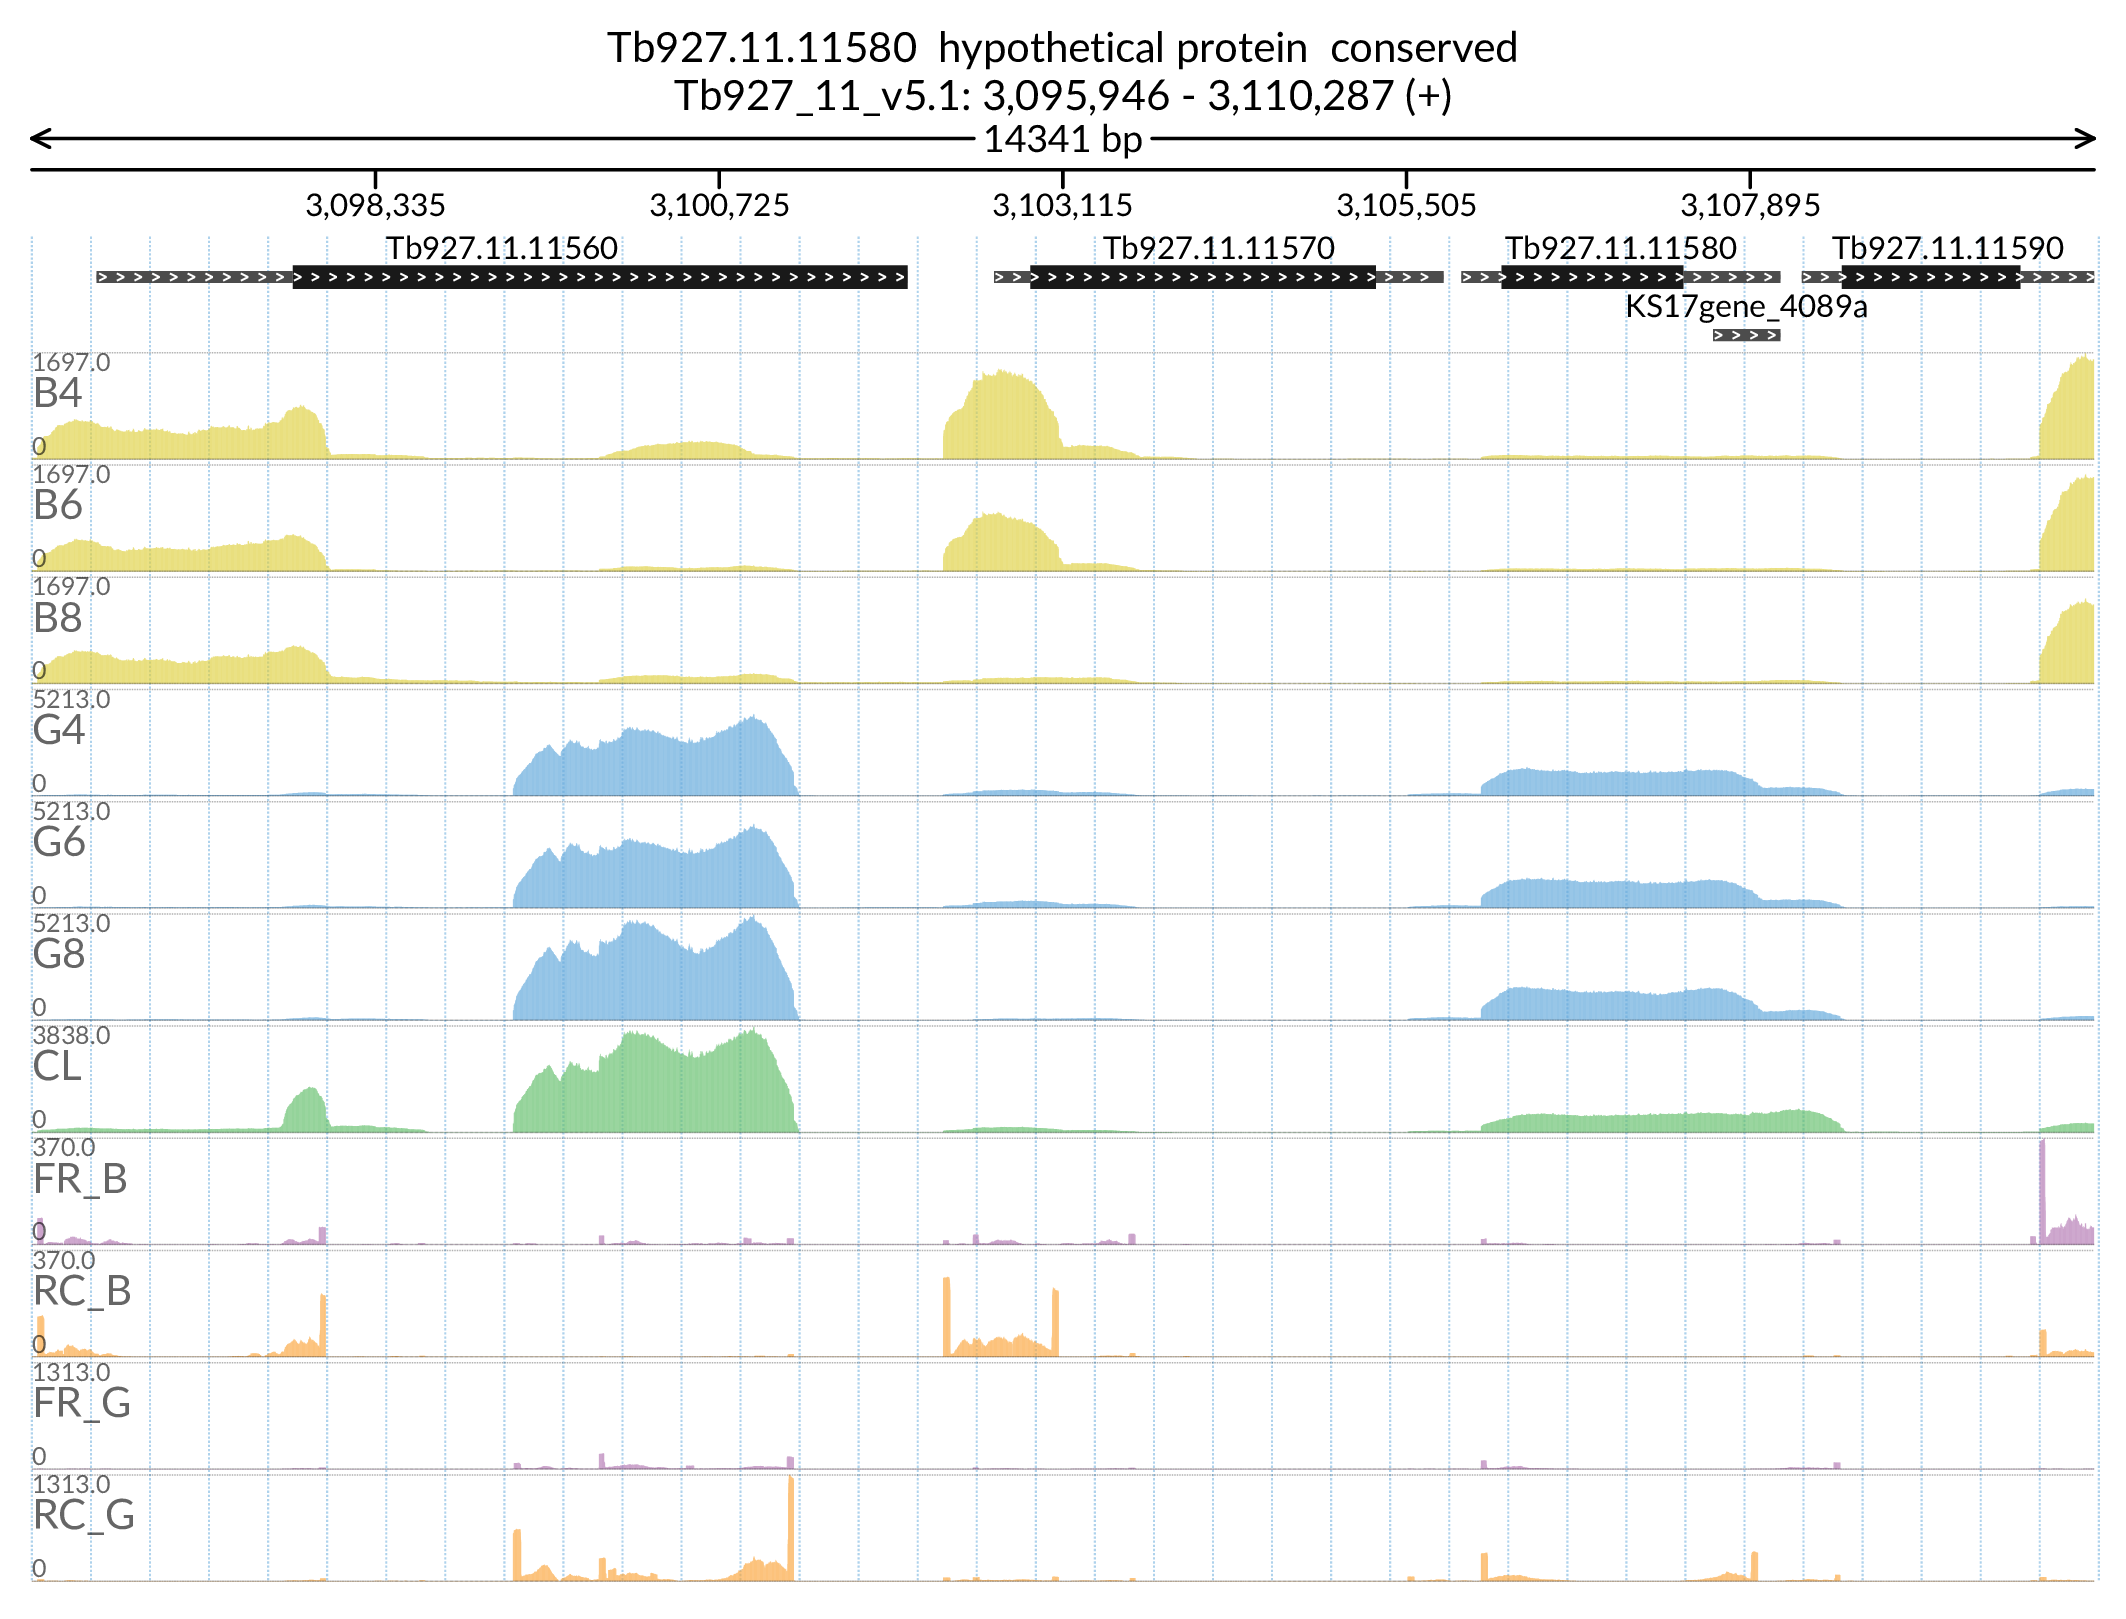 Tb927.11.11580  hypothetical protein  conserved
Tb927_11_v5.1: 3,095,946 - 3,110,287 (+)
14341 bp
3,098,335 3,100,725 3,103,115 3,105,505 3,107,895
Tb927.11.11560 Tb927.11.11570 Tb927.11.11580 Tb927.11.11590
KS17gene_4089a
1697.0
B4
0
1697.0
B6
0
1697.0
B8
0
5213.0
G4
0
5213.0
G6
0
5213.0
G8
0
3838.0
CL
0
370.0
FR_B
0
370.0
RC_B
0
1313.0
FR_G
0
1313.0
RC_G
0